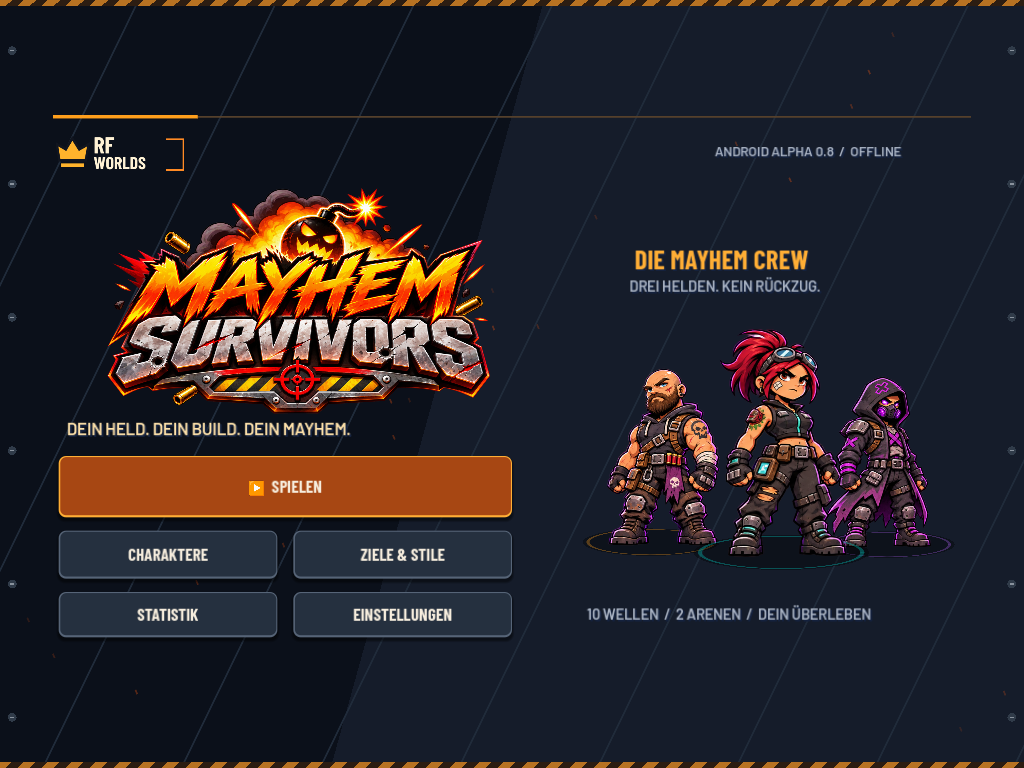 RF
WORLDS
ANDROID ALPHA 0.8 / OFFLINE
MAYHEM
SURVIVORS
DEIN HELD. DEIN BUILD. DEIN MAYHEM.
SPIELEN
CHARAKTERE
ZIELE & STILE
STATISTIK
EINSTELLUNGEN
DIE MAYHEM CREW
DREI HELDEN. KEIN RÜCKZUG.
10 WELLEN / 2 ARENEN / DEIN ÜBERLEBEN